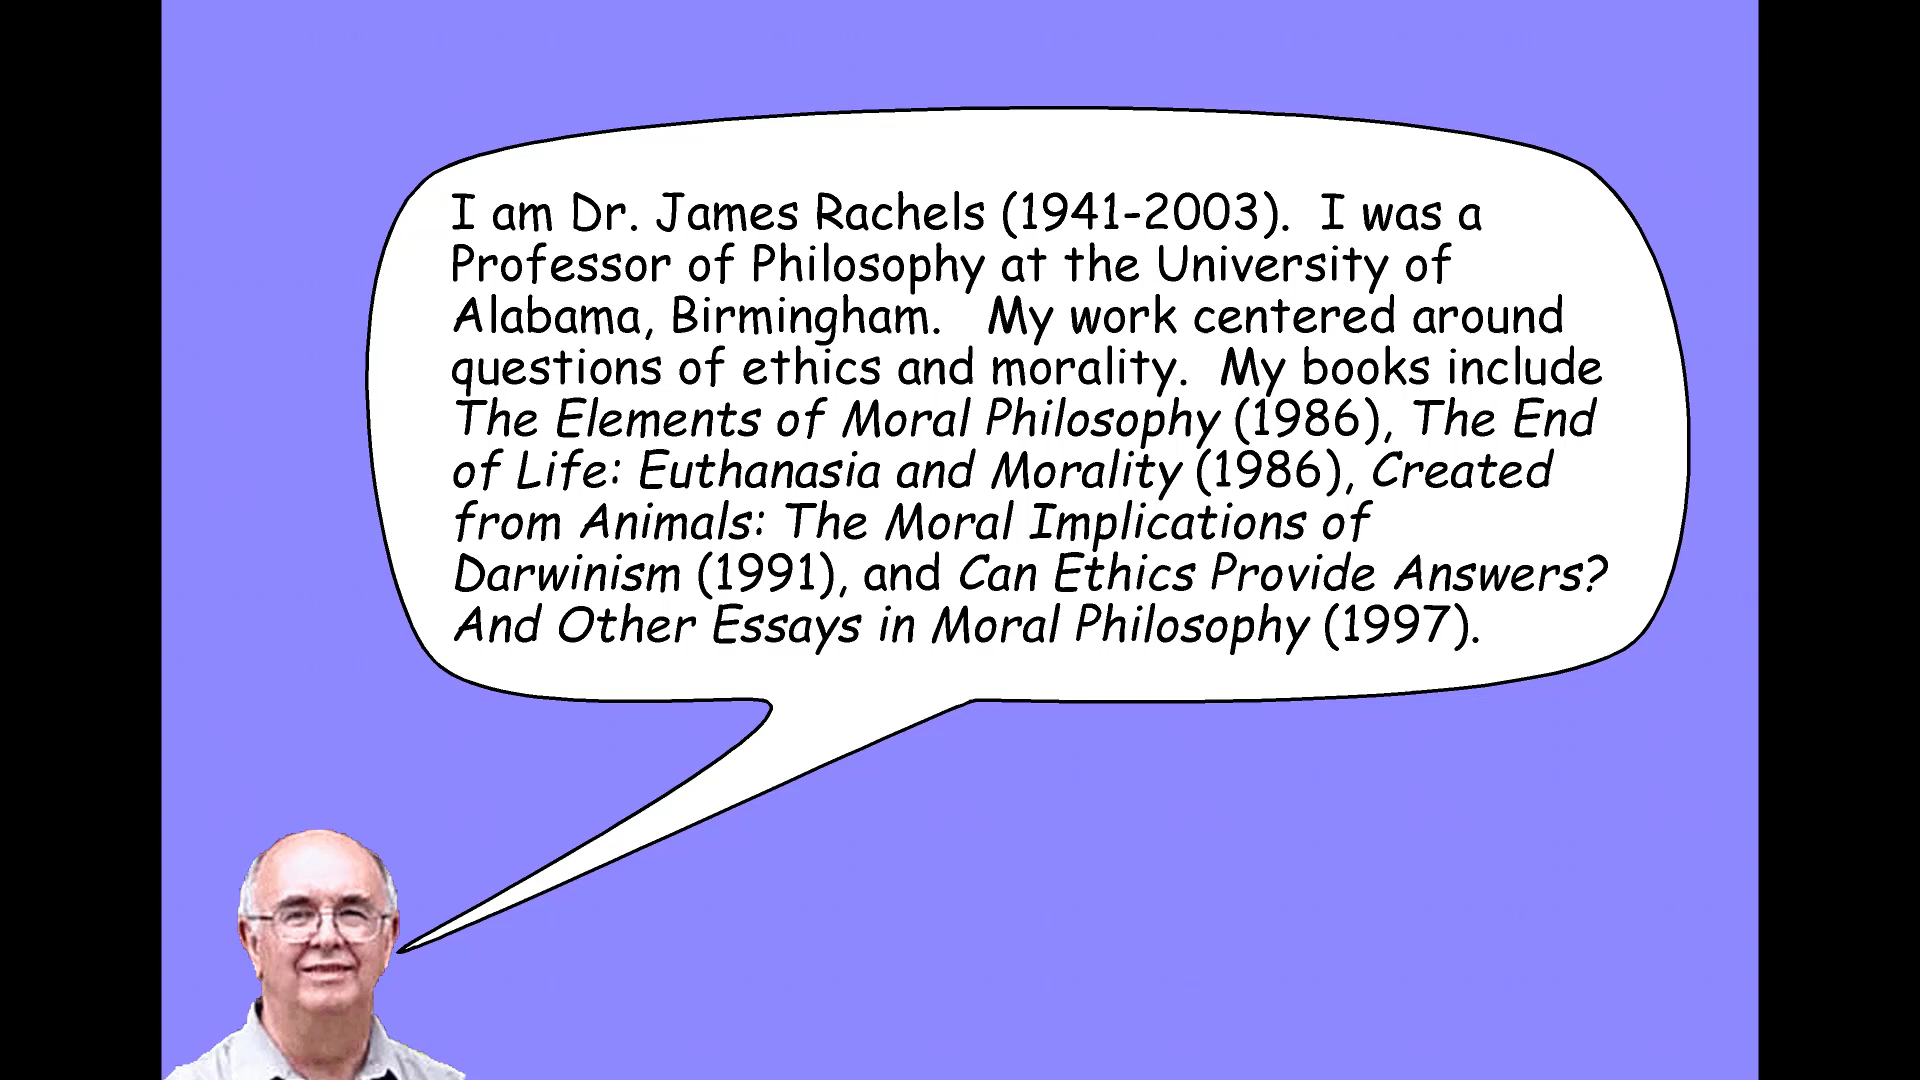 I am Dr. James Rachels (1941-2003).  I was a
Professor of Philosophy at the University of
Alabama, Birmingham.   My work centered around
questions of ethics and morality.  My books include
The Elements of Moral Philosophy (1986), The End
of Life: Euthanasia and Morality (1986), Created
from Animals: The Moral Implications of
Darwinism (1991), and Can Ethics Provide Answers?
And Other Essays in Moral Philosophy (1997).